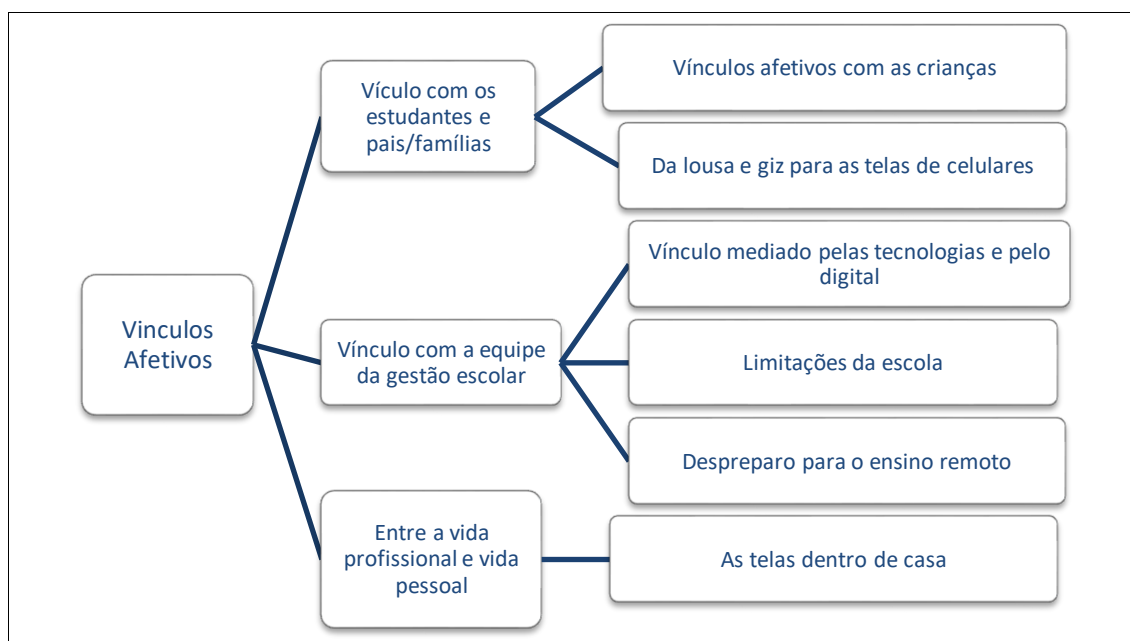 Vinculos
Afetivos
Vículo com os
estudantes e
pais/famílias
Vínculos afetivos com as crianças
Da lousa e giz para as telas de celulares
Vínculo com a equipe
da gestão escolar
Vínculo mediado pelas tecnologias e pelo
digital
Limitações da escola
Despreparo para o ensino remoto
Entre a vida
profissional e vida
pessoal
As telas dentro de casa